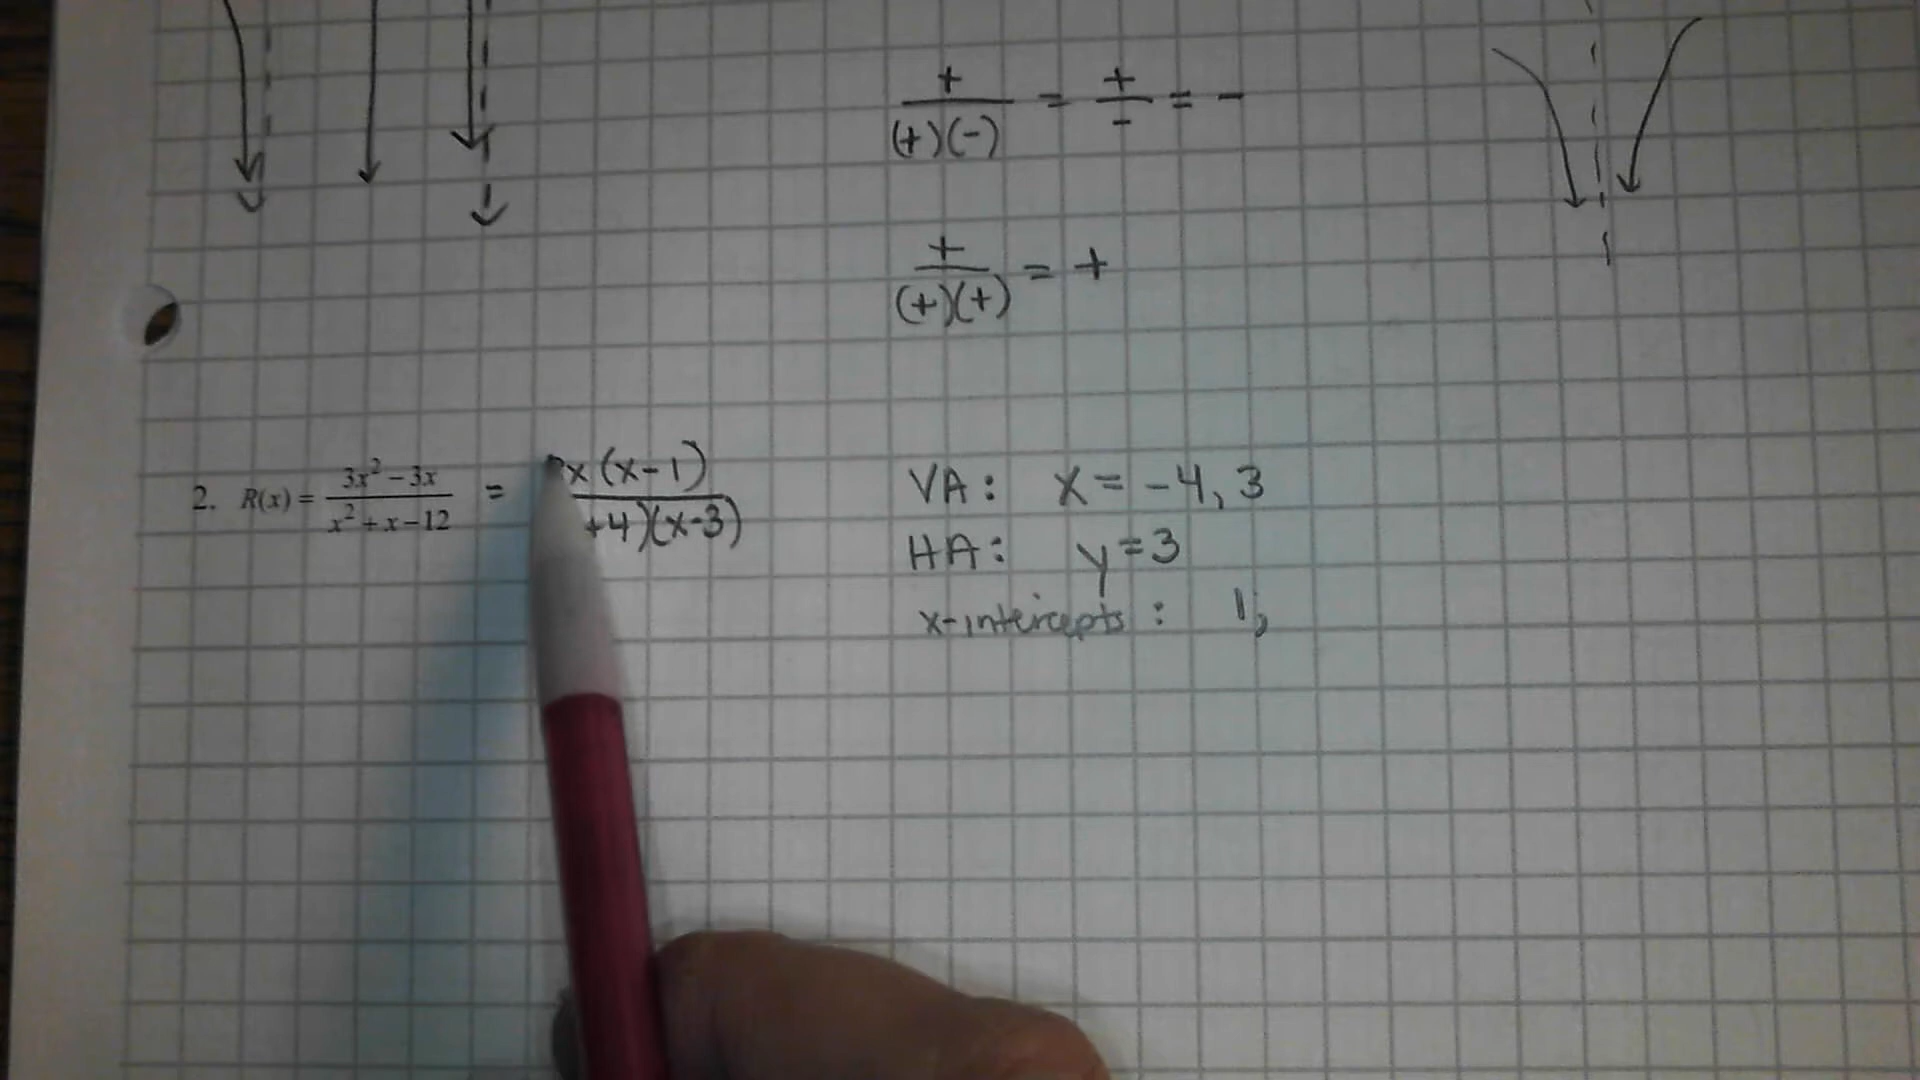 +/(+)(-) = +/- = -
+/(+)(+) = +
2. R(x) = 3x² - 3x / x² + x - 12 = x(x-1) / +4)(x-3)
VA: x = -4, 3
HA: y = 3
x-intercepts: 1,